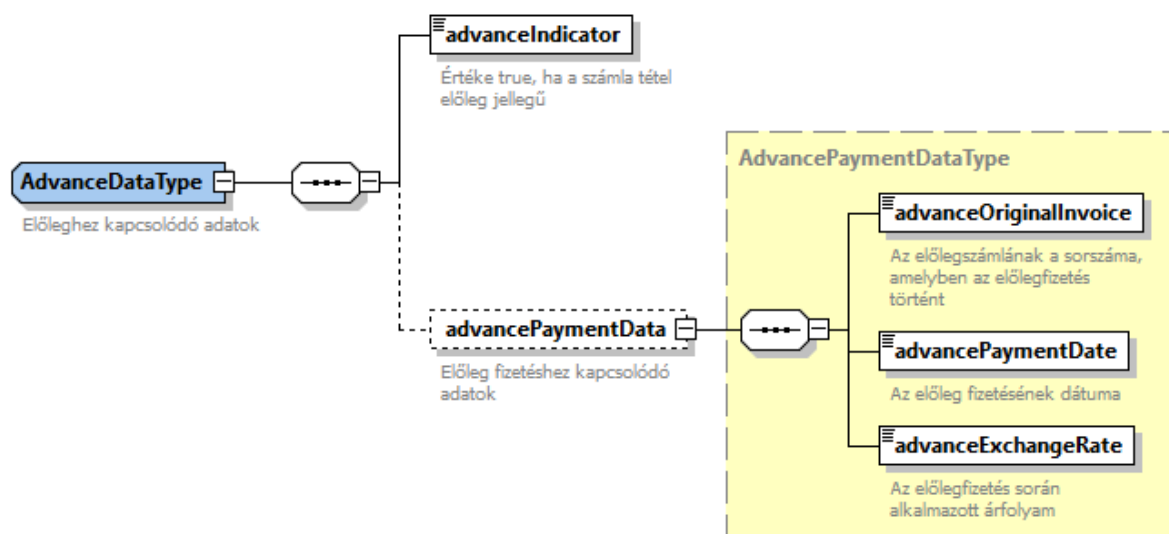 advanceIndicator
Értéke true, ha a számla tétel
előleg jellegű
AdvanceDataType
Előleghez kapcsolódó adatok
advancePaymentData
Előleg fizetéshez kapcsolódó
adatok
AdvancePaymentDataType
advanceOriginalInvoice
Az előlegszámlának a sorszáma,
amelyben az előlegfizetés
történt
advancePaymentDate
Az előleg fizetésének dátuma
advanceExchangeRate
Az előlegfizetés során
alkalmazott árfolyam